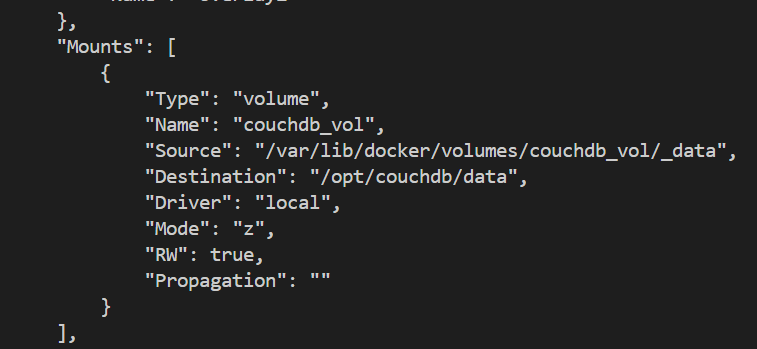 },
"Mounts": [
{
"Type": "volume",
"Name": "couchdb_vol",
"Source": "/var/lib/docker/volumes/couchdb_vol/_data",
"Destination": "/opt/couchdb/data",
"Driver": "local",
"Mode": "z",
"RW": true,
"Propagation": ""
}
],